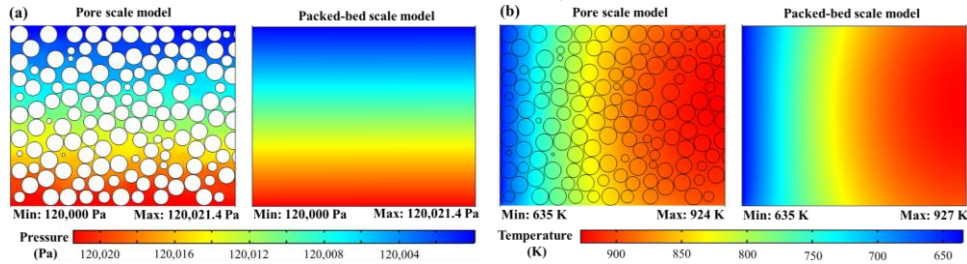 (a)
Pore scale model
Packed-bed scale model
Min: 120,000 Pa
Max: 120,021.4 Pa
Min: 120,000 Pa
Max: 120,021.4 Pa
Pressure
(Pa)
120,020
120,016
120,012
120,008
120,004
(b)
Pore scale model
Packed-bed scale model
Min: 635 K
Max: 924 K
Min: 635 K
Max: 927 K
Temperature
(K)
900
850
800
750
700
650